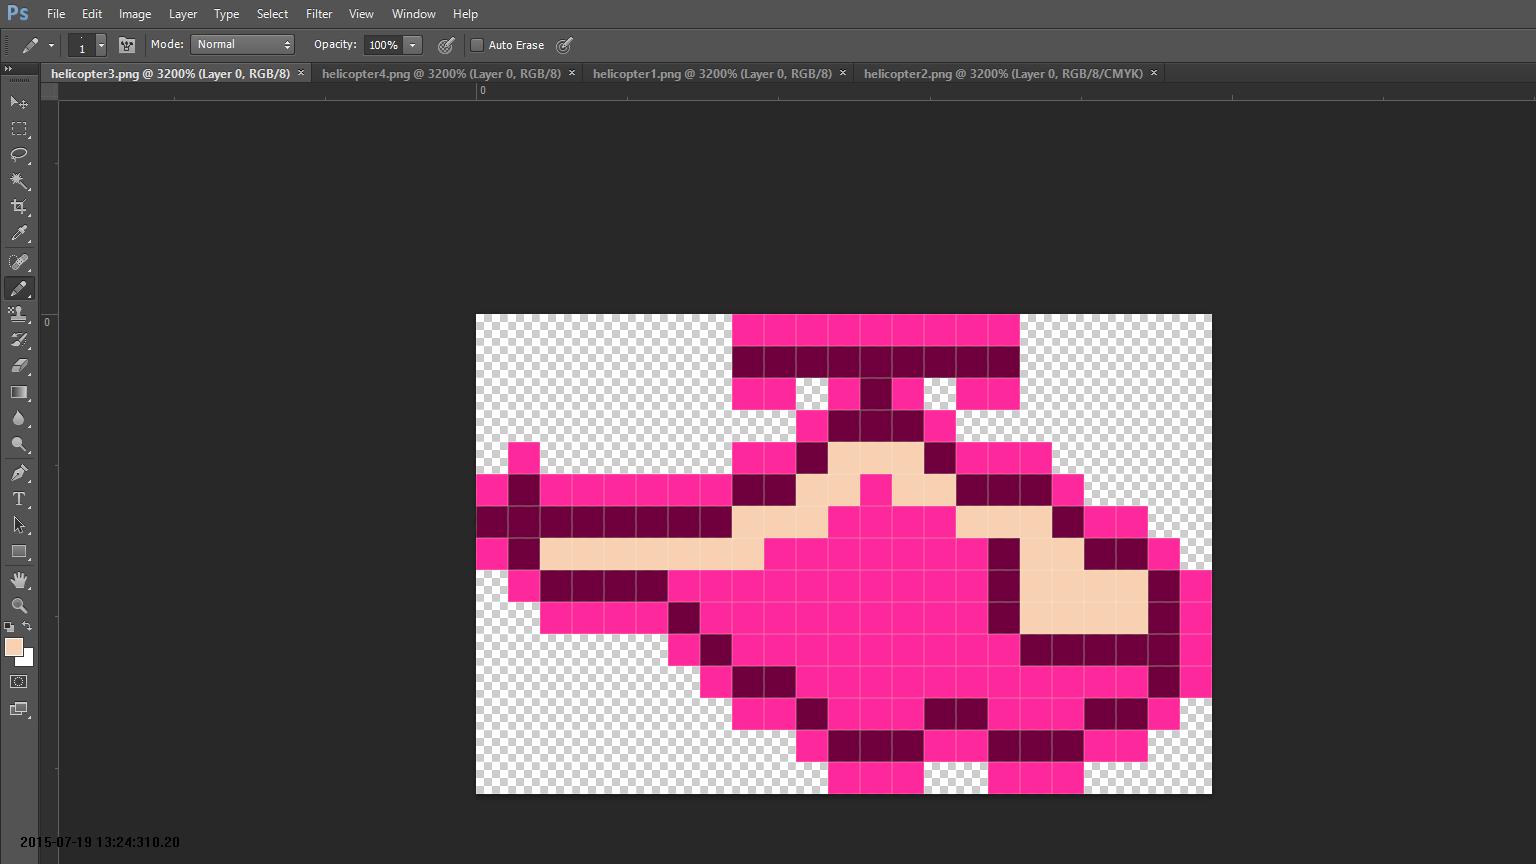 Ps File Edit Image Layer Type Select Filter View Window Help
1 Mode: Normal Opacity: 100% Auto Erase
helicopter3.png @ 3200% (Layer 0, RGB/8) × helicopter4.png @ 3200% (Layer 0, RGB/8) × helicopter1.png @ 3200% (Layer 0, RGB/8) × helicopter2.png @ 3200% (Layer 0, RGB/8/CMYK) ×
0
0
T
2015-07-19 13:24:310.20